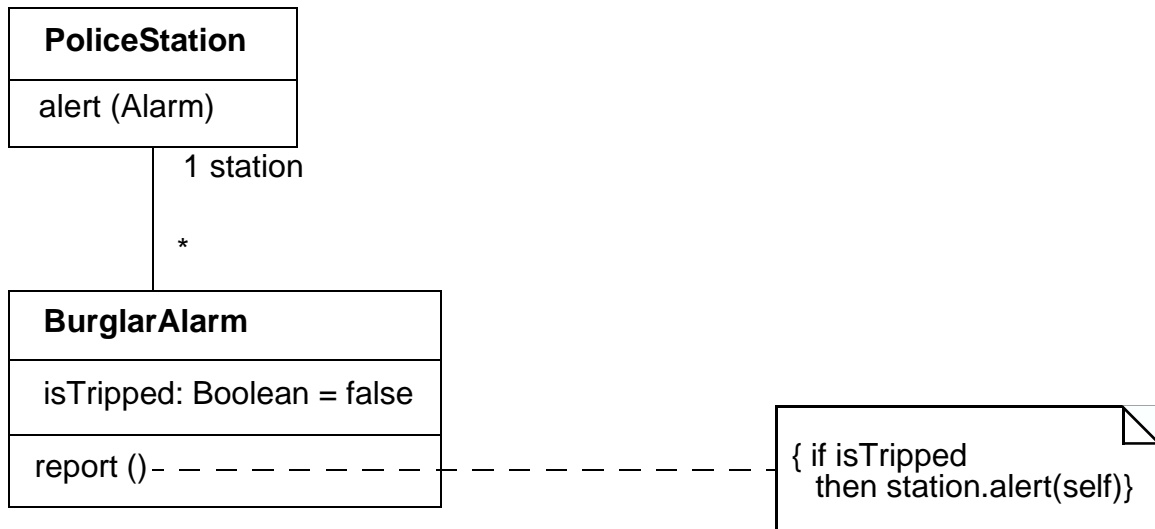 PoliceStation
alert (Alarm)
1 station
*
BurglarAlarm
isTripped: Boolean = false
report ()
{ if isTripped
then station.alert(self)}